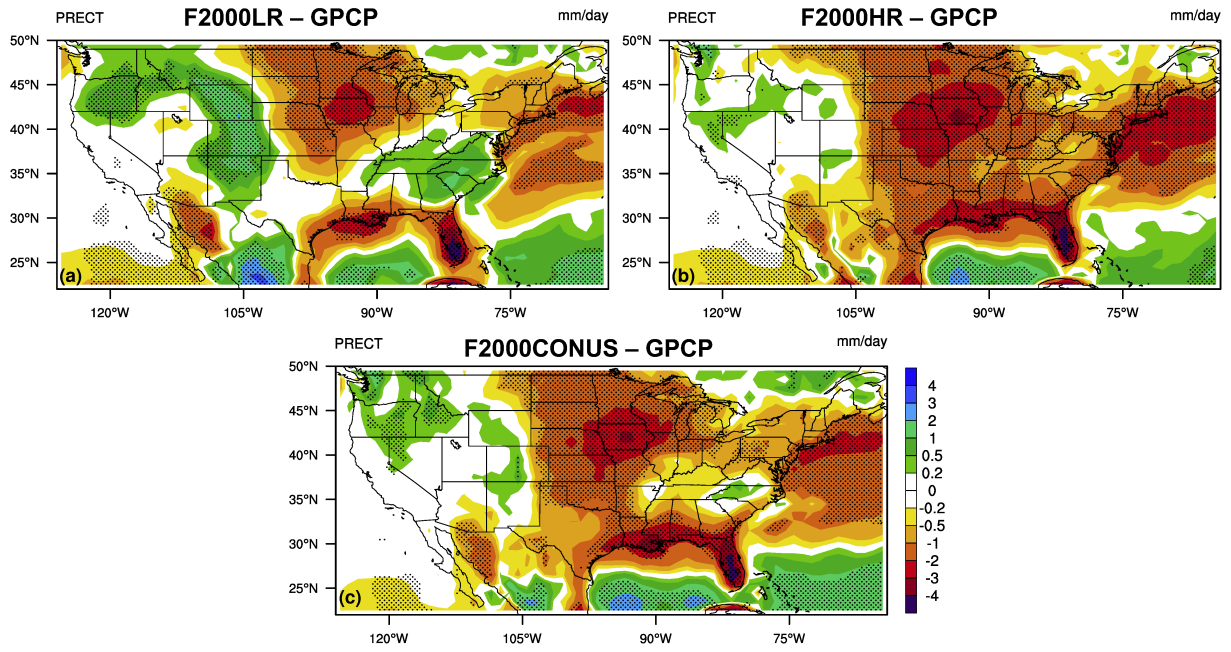 PRECT F2000LR – GPCP mm/day
50°N
45°N
40°N
35°N
30°N
25°N
(a)
120°W 105°W 90°W 75°W
PRECT F2000HR – GPCP mm/day
50°N
45°N
40°N
35°N
30°N
25°N
(b)
120°W 105°W 90°W 75°W
PRECT F2000CONUS – GPCP mm/day
50°N
45°N
40°N
35°N
30°N
25°N
(c)
120°W 105°W 90°W 75°W
4
3
2
1
0.5
0.2
0
-0.2
-0.5
-1
-2
-3
-4